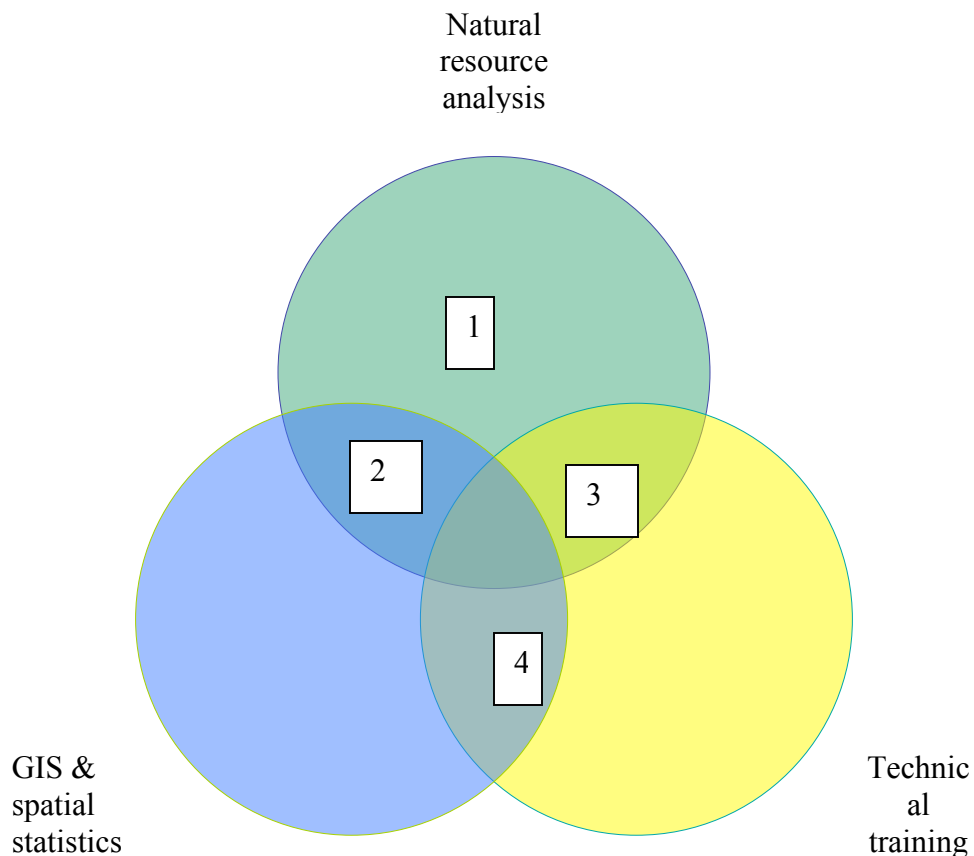 Natural
resource
analysis
1
2
3
4
GIS &
spatial
statistics
Technic
al
training